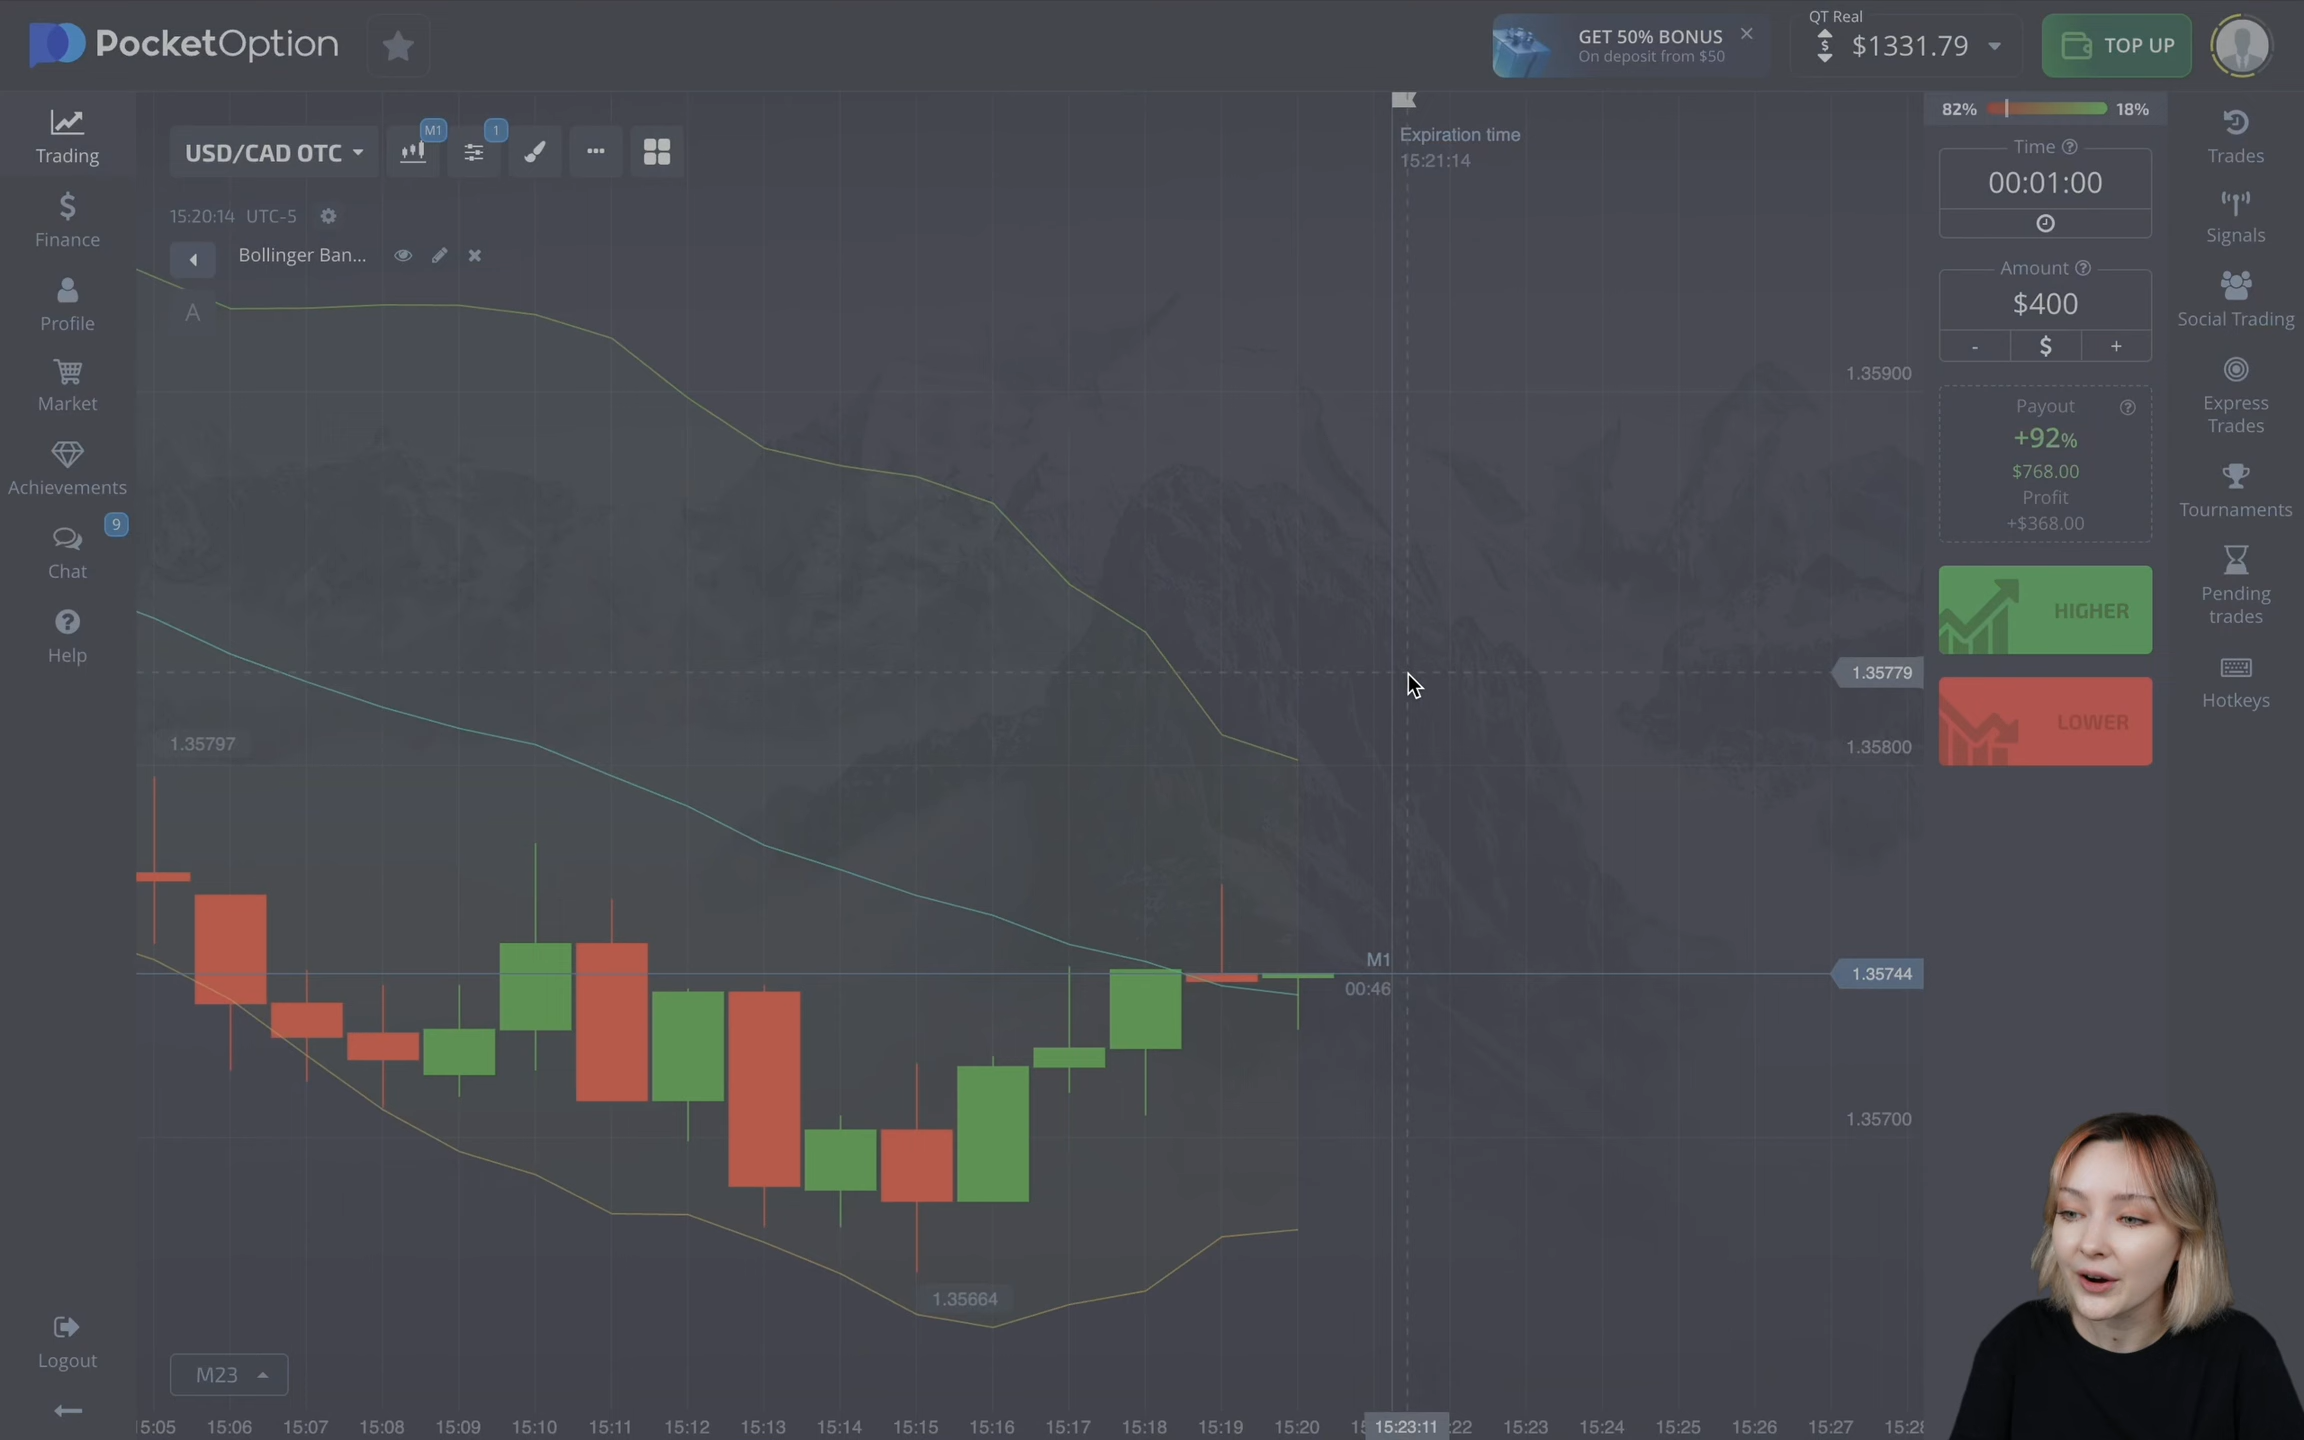 PocketOption
GET 50% BONUS
On deposit from $50
QT Real
$
$1331.79
TOP UP
Trading
Finance
Profile
Market
Achievements
9
Chat
Help
Logout
USD/CAD OTC
M1
1
15:20:14 UTC-5
Bollinger Ban...
A
Expiration time
15:21:14
1.35900
1.35779
1.35800
1.35797
M1
00:46
1.35744
1.35700
1.35664
M23
15:05 15:06 15:07 15:08 15:09 15:10 15:11 15:12 15:13 15:14 15:15 15:16 15:17 15:18 15:19 15:20 15:23:11 :22 15:23 15:24 15:25 15:26 15:27 15:28
82% 18%
Time
00:01:00
Amount
$400
- $ +
Payout
+92%
$768.00
Profit
+$368.00
HIGHER
LOWER
Trades
Signals
Social Trading
Express
Trades
Tournaments
Pending
trades
Hotkeys